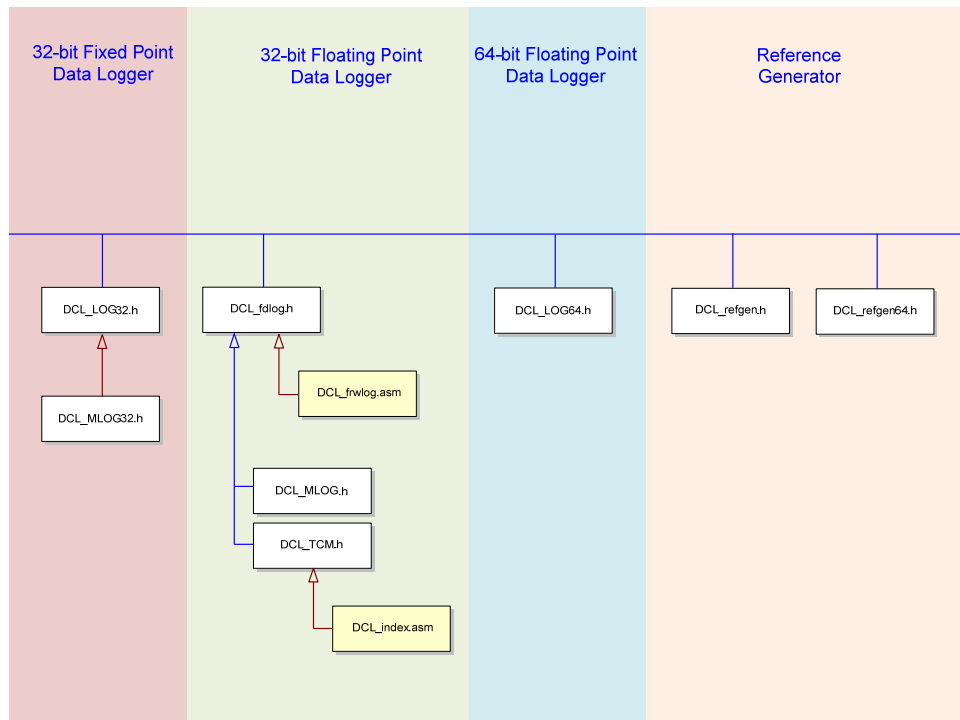 32-bit Fixed Point
Data Logger
32-bit Floating Point
Data Logger
64-bit Floating Point
Data Logger
Reference
Generator
DCL_LOG32.h
DCL_fdlog.h
DCL_LOG64.h
DCL_refgen.h
DCL_refgen64.h
DCL_frwlog.asm
DCL_MLOG32.h
DCL_MLOG.h
DCL_TCM.h
DCL_index.asm